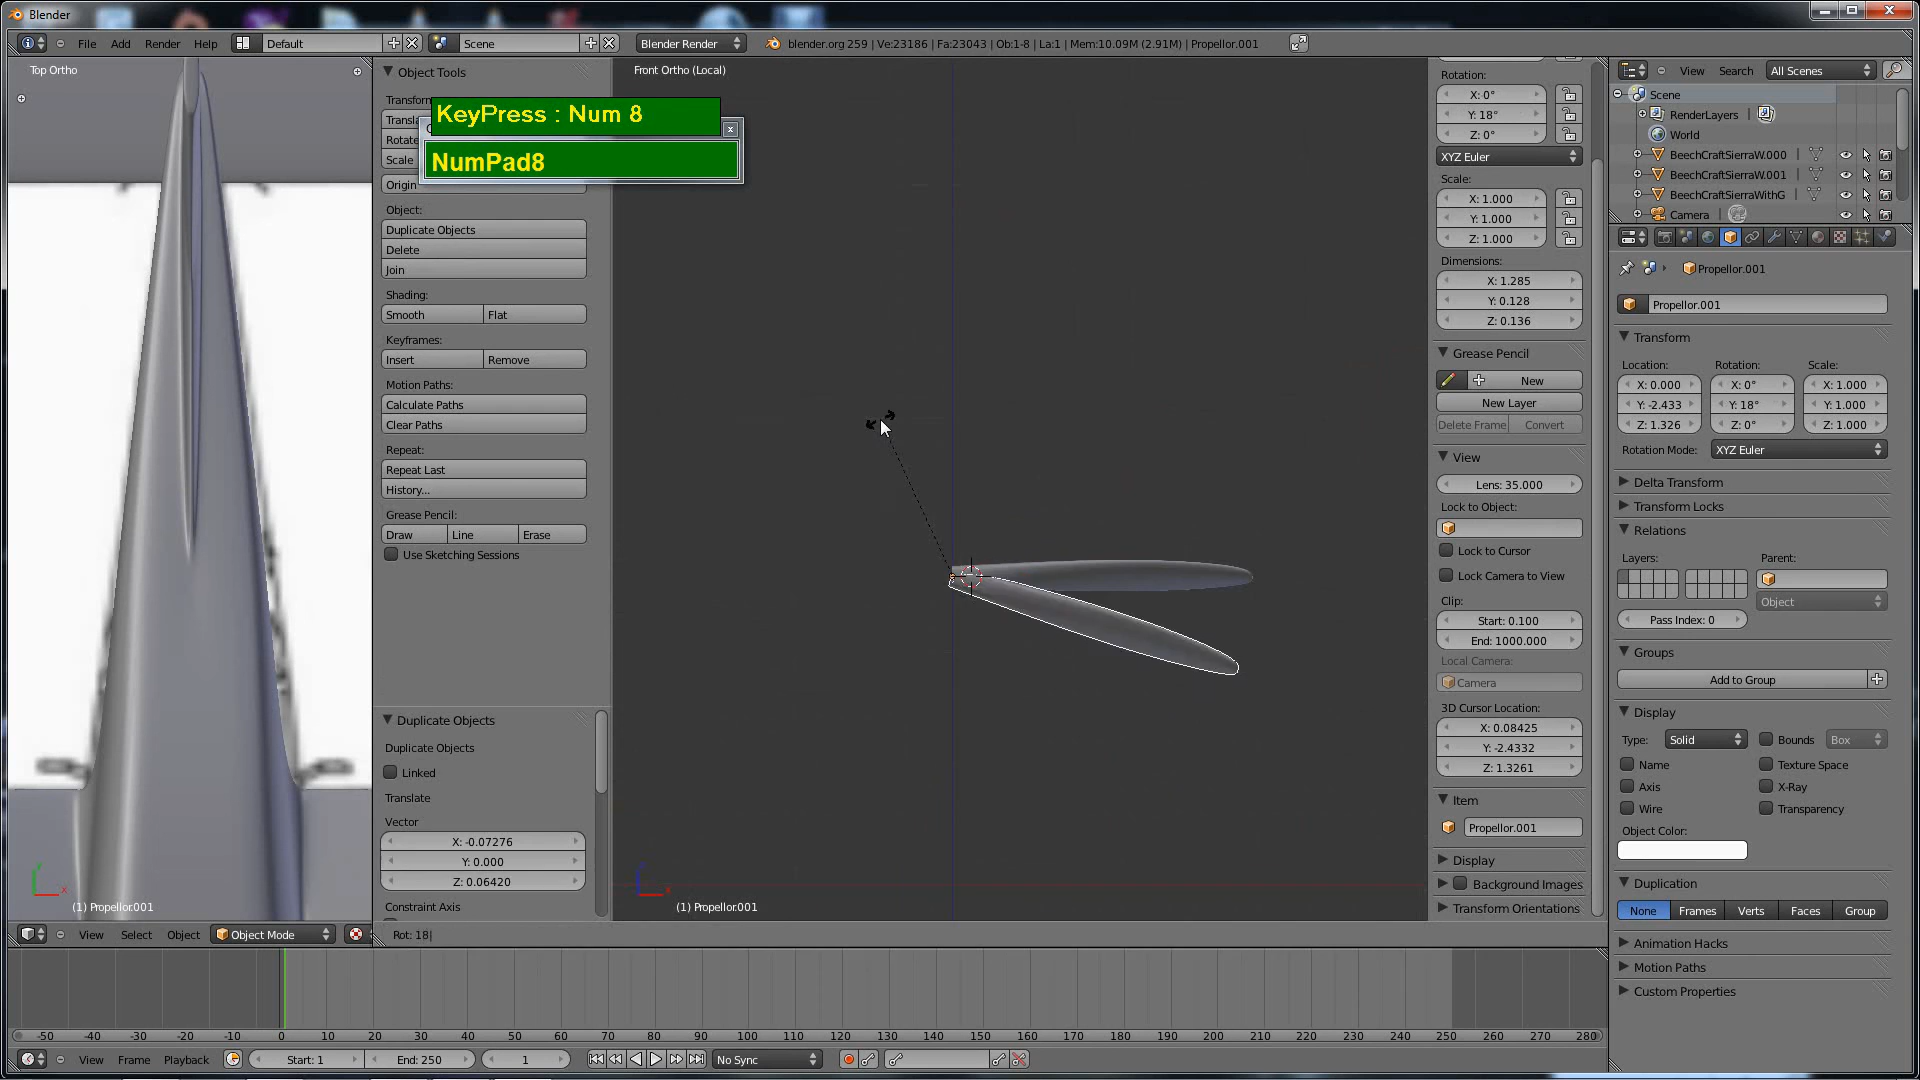 Blender
File Add Render Help Default Scene Blender Render blender.org 259 | Ve:23186 | Fa:23043 | Ob:1-8 | La:1 | Mem:10.09M (2.91M) | Propellor.001
Top Ortho
(1) Propellor.001
View Select Object Object Mode
Object Tools
Transform
Transla
Rotate
Scale
Origin
KeyPress : Num 8
NumPad8
Object:
Duplicate Objects
Delete
Join
Shading:
Smooth Flat
Keyframes:
Insert Remove
Motion Paths:
Calculate Paths
Clear Paths
Repeat:
Repeat Last
History...
Grease Pencil:
Draw Line Erase
Use Sketching Sessions
Duplicate Objects
Duplicate Objects
Linked
Translate
Vector
X: -0.07276
Y: 0.000
Z: 0.06420
Constraint Axis
Front Ortho (Local)
(1) Propellor.001
Rot: 18|
Rotation:
X: 0°
Y: 18°
Z: 0°
XYZ Euler
Scale:
X: 1.000
Y: 1.000
Z: 1.000
Dimensions:
X: 1.285
Y: 0.128
Z: 0.136
Grease Pencil
New
New Layer
Delete Frame Convert
View
Lens: 35.000
Lock to Object:
Lock to Cursor
Lock Camera to View
Clip:
Start: 0.100
End: 1000.000
Local Camera:
Camera
3D Cursor Location:
X: 0.08425
Y: -2.4332
Z: 1.3261
Item
Propellor.001
Display
Background Images
Transform Orientations
View Search All Scenes
Scene
RenderLayers
World
BeechCraftSierraW.000
BeechCraftSierraW.001
BeechCraftSierraWithG
Camera
Propellor.001
Propellor.001
Transform
Location: Rotation: Scale:
X: 0.000 X: 0° X: 1.000
Y: -2.433 Y: 18° Y: 1.000
Z: 1.326 Z: 0° Z: 1.000
Rotation Mode: XYZ Euler
Delta Transform
Transform Locks
Relations
Layers: Parent:
Object
Pass Index: 0
Groups
Add to Group
Display
Type: Solid Bounds Box
Name Texture Space
Axis X-Ray
Wire Transparency
Object Color:
Duplication
None Frames Verts Faces Group
Animation Hacks
Motion Paths
Custom Properties
-50 -40 -30 -20 -10 0 10 20 30 40 50 60 70 80 90 100 110 120 130 140 150 160 170 180 190 200 210 220 230 240 250 260 270 280
View Frame Playback Start: 1 End: 250 1 No Sync